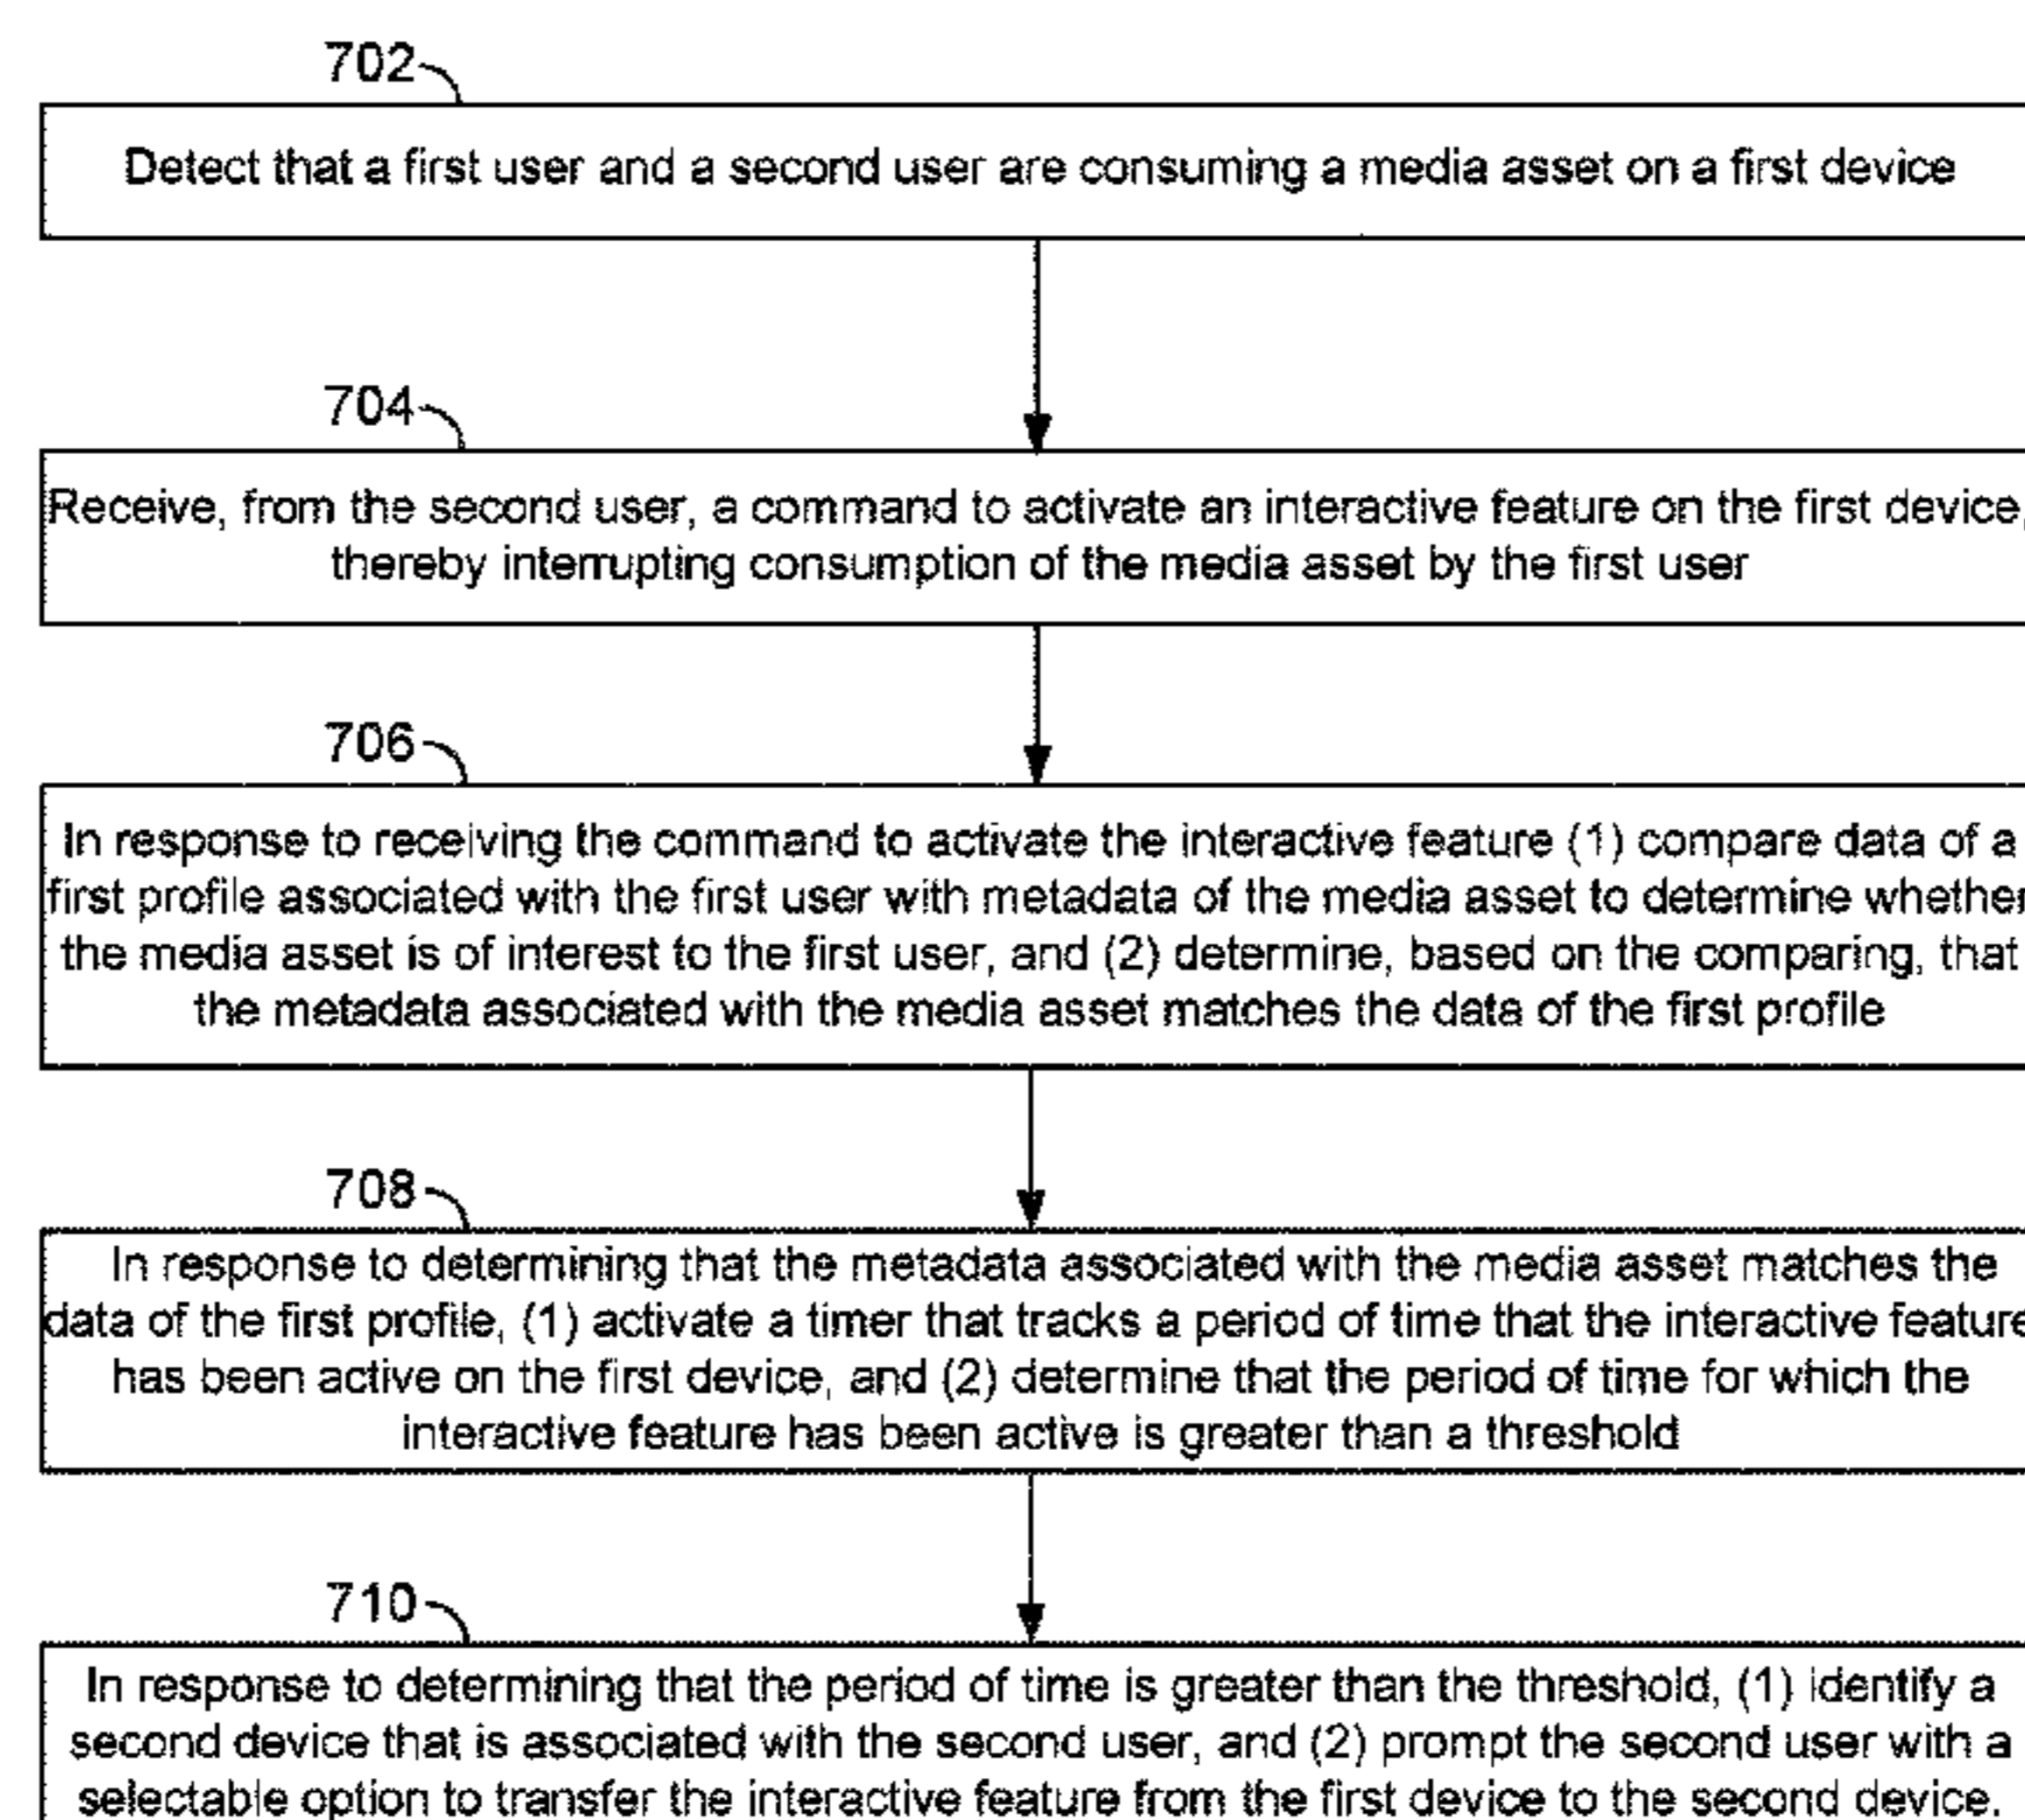 702
Detect that a first user and a second user are consuming a media asset on a first device
704
Receive, from the second user, a command to activate an interactive feature on the first device,
thereby interrupting consumption of the media asset by the first user
706
In response to receiving the command to activate the interactive feature (1) compare data of a
first profile associated with the first user with metadata of the media asset to determine whether
the media asset is of interest to the first user, and (2) determine, based on the comparing, that
the metadata associated with the media asset matches the data of the first profile
708
In response to determining that the metadata associated with the media asset matches the
data of the first profile, (1) activate a timer that tracks a period of time that the interactive feature
has been active on the first device, and (2) determine that the period of time for which the
interactive feature has been active is greater than a threshold
710
In response to determining that the period of time is greater than the threshold, (1) identify a
second device that is associated with the second user, and (2) prompt the second user with a
selectable option to transfer the interactive feature from the first device to the second device.